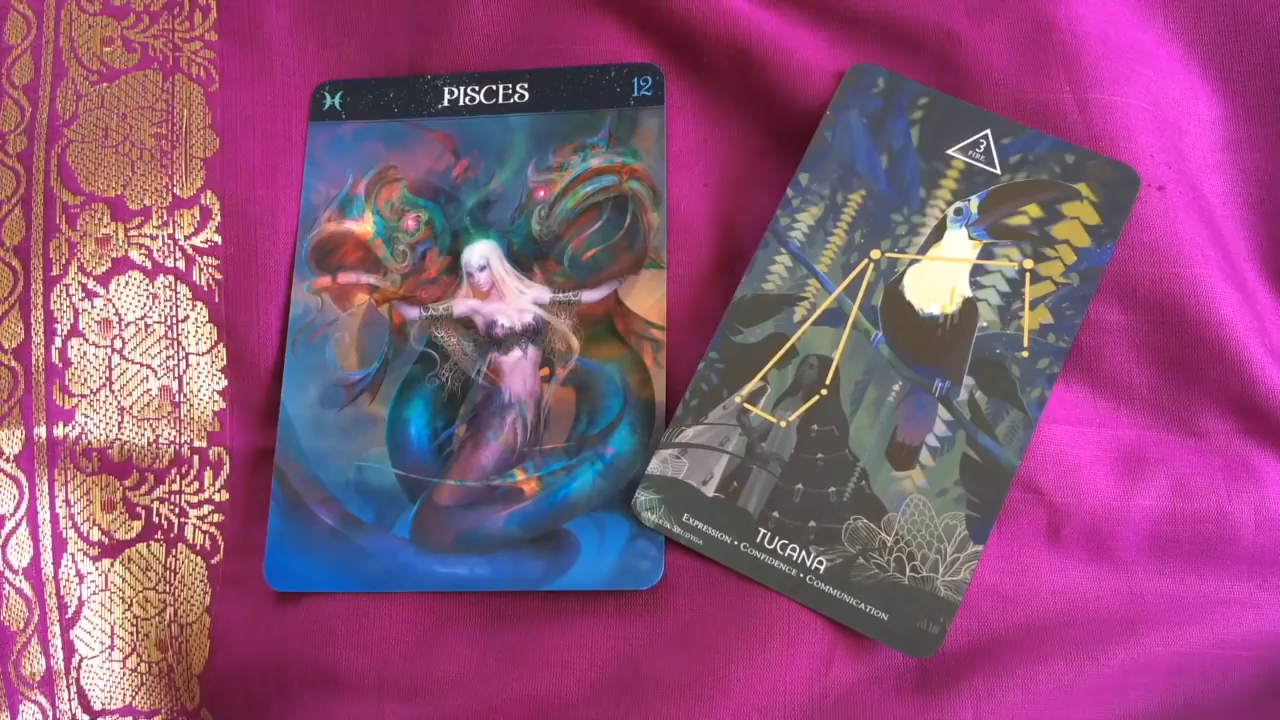 PISCES
12
3
FIRE
TUCANA
EXPRESSION • CONFIDENCE • COMMUNICATION